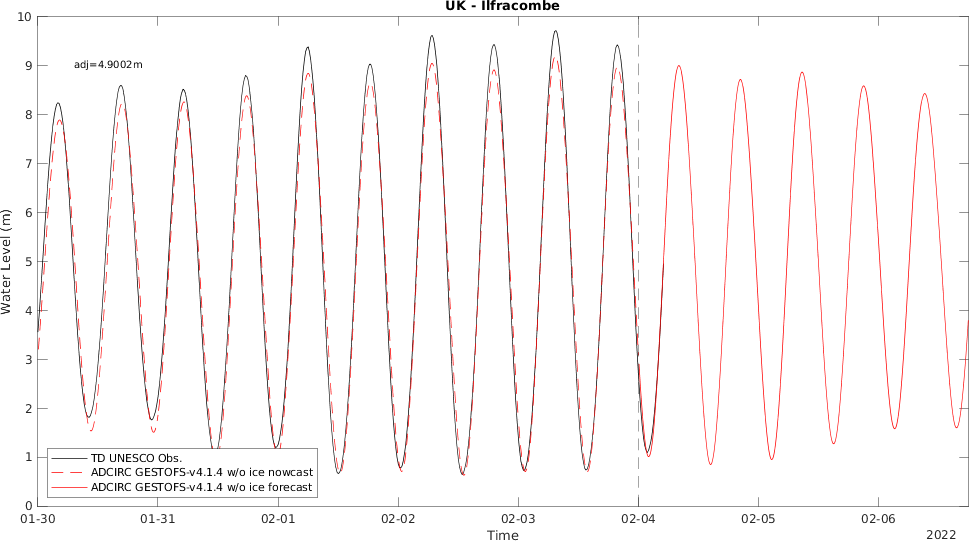 UK - Ilfracombe
10
9
8
7
6
5
4
3
2
1
0
Water Level (m)
adj=4.9002m
TD UNESCO Obs.
ADCIRC GESTOFS-v4.1.4 w/o ice nowcast
ADCIRC GESTOFS-v4.1.4 w/o ice forecast
01-30 01-31 02-01 02-02 02-03 02-04 02-05 02-06
Time
2022